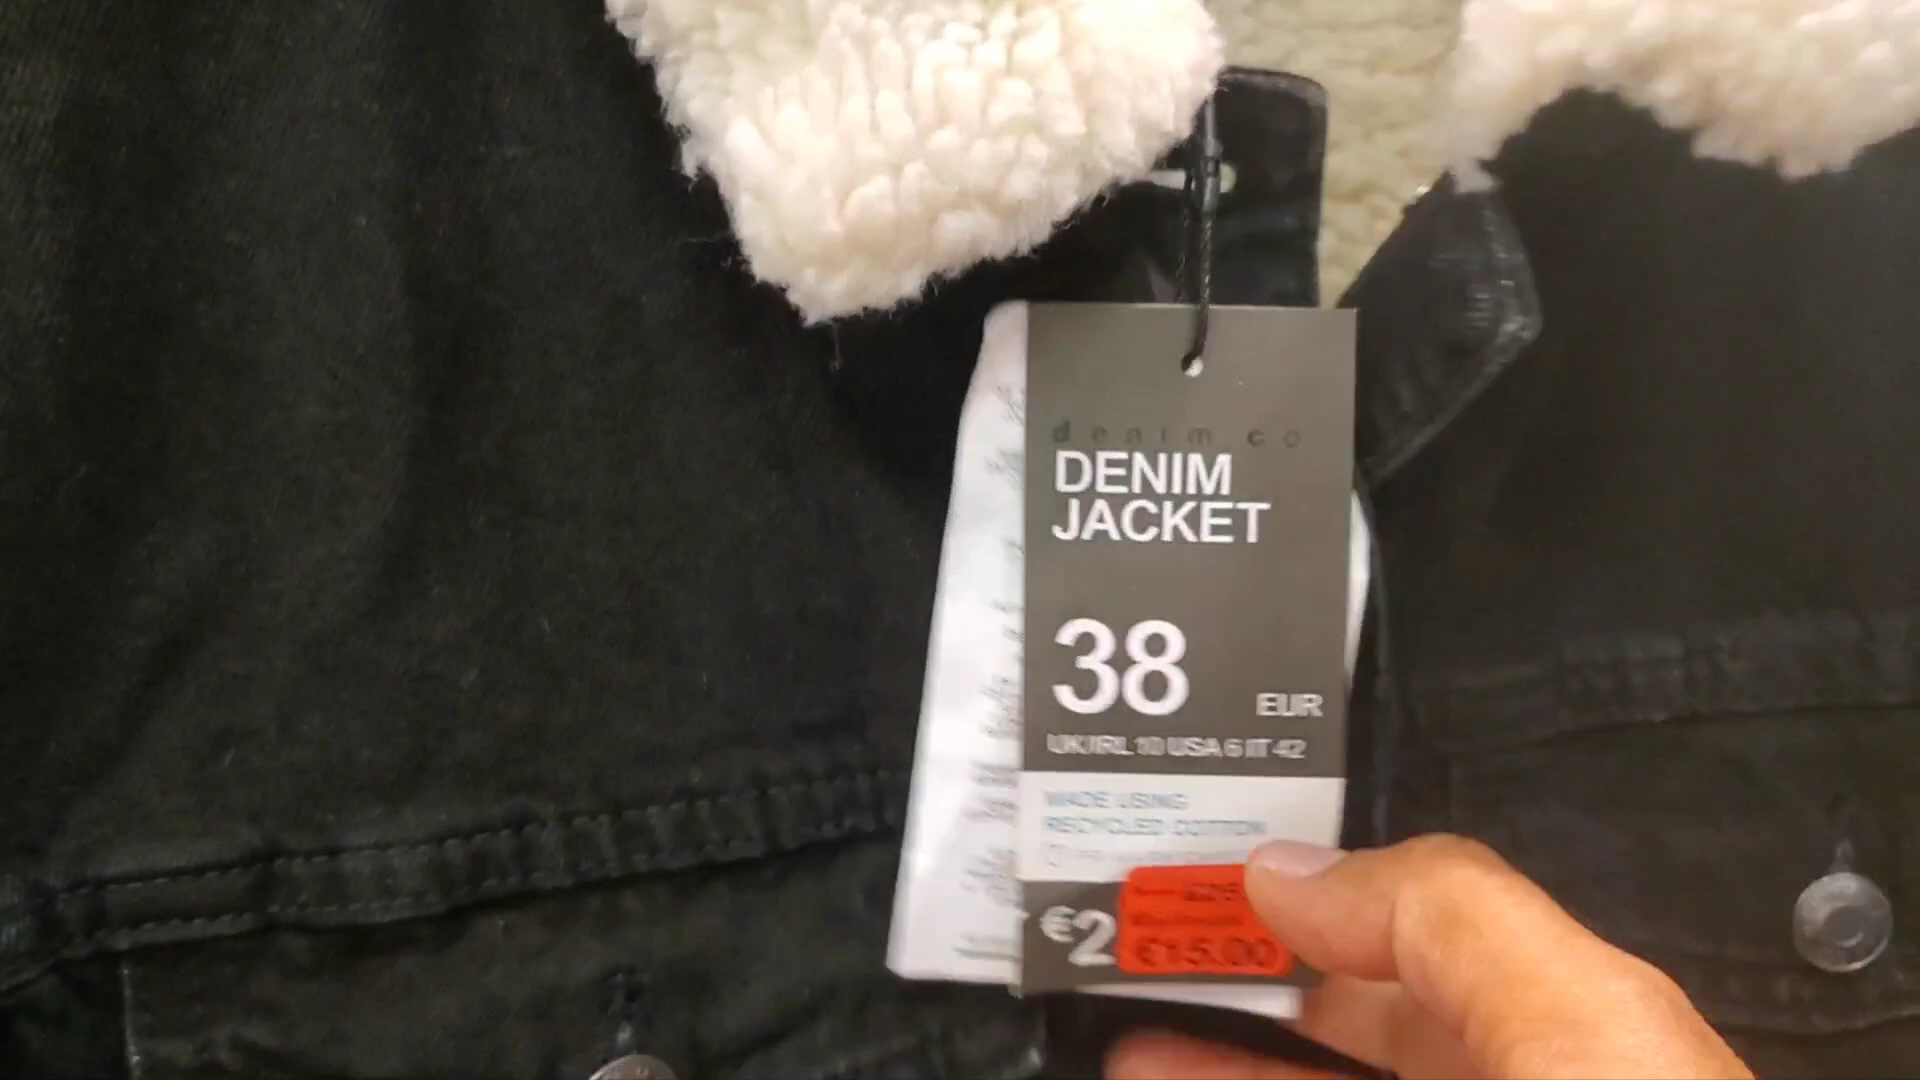 denim co
DENIM
JACKET
38 EUR
UK/IRL 10 USA 6 IT 42
MADE USING
RECYCLED COTTON
€2
€15.00